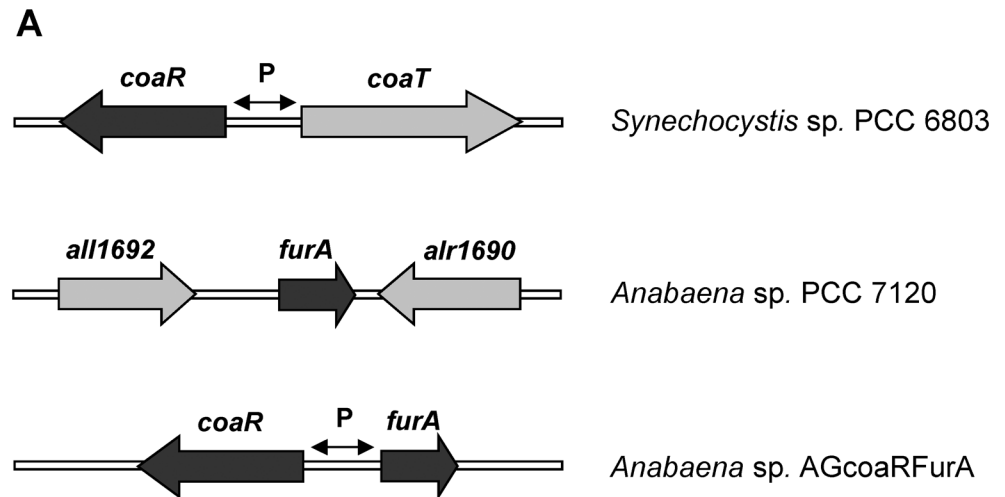 A
coaR P coaT
Synechocystis sp. PCC 6803
all1692 furA alr1690
Anabaena sp. PCC 7120
coaR P furA
Anabaena sp. AGcoaRFurA